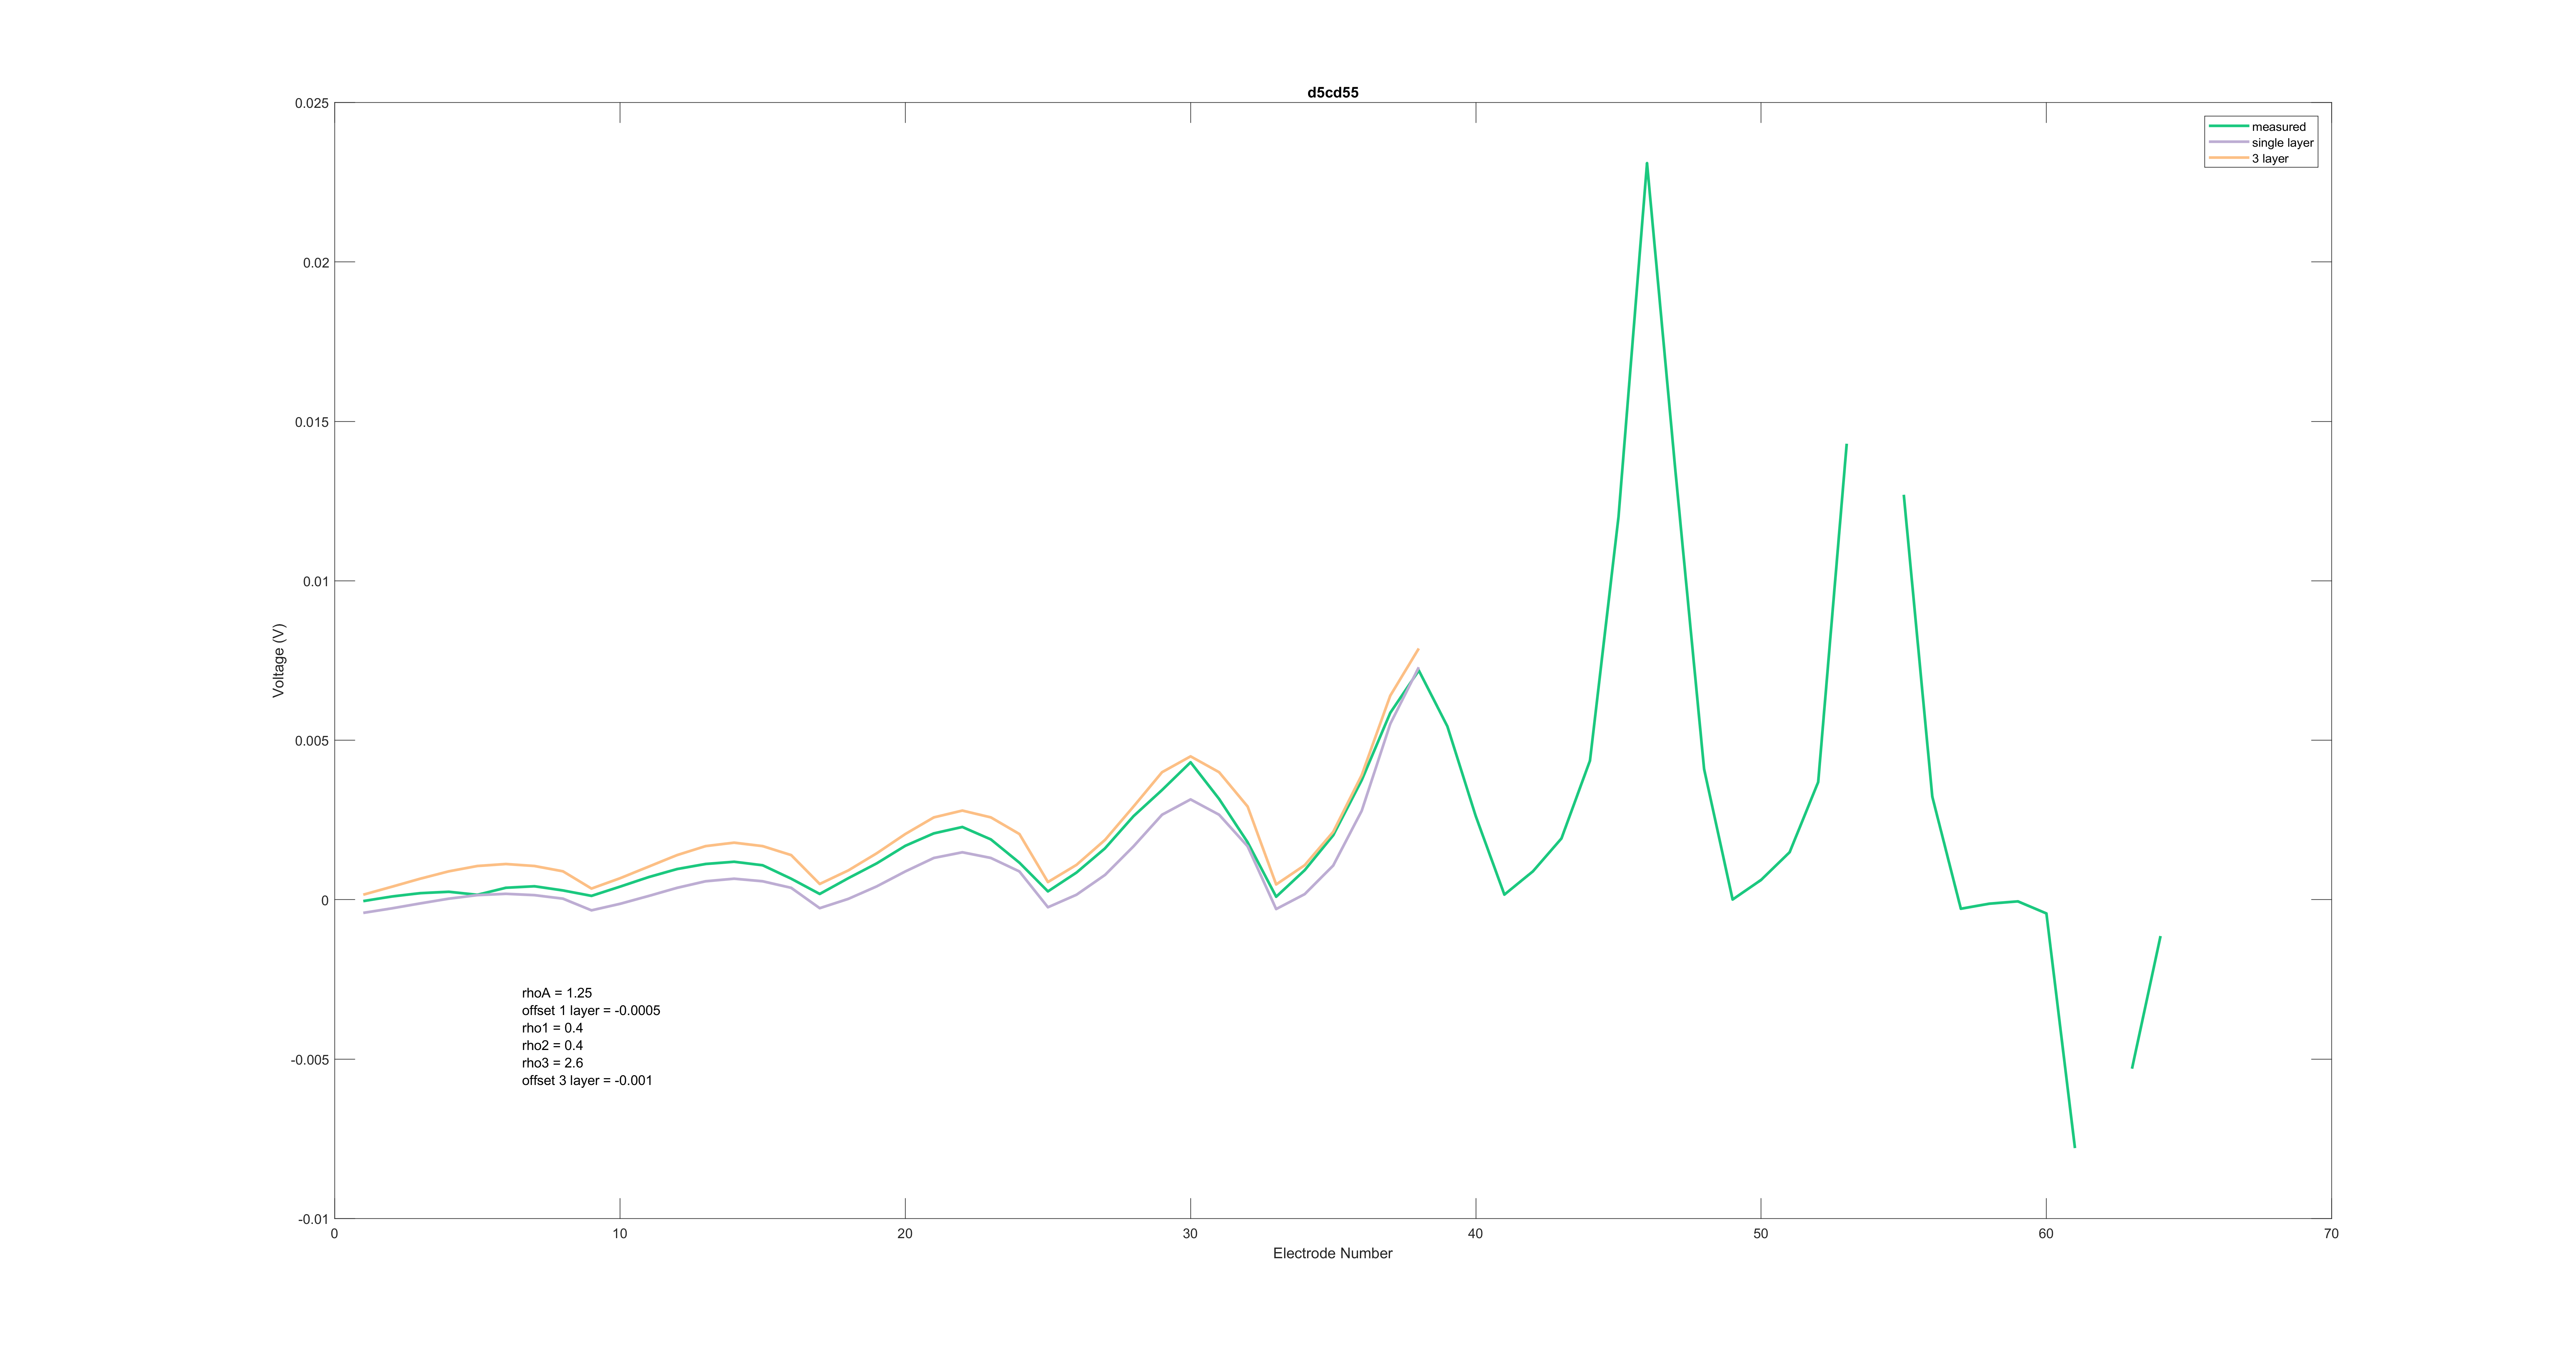 d5cd55
0.025
0.02
0.015
0.01
0.005
0
-0.005
-0.01
Voltage (V)
measured
single layer
3 layer
rhoA = 1.25
offset 1 layer = -0.0005
rho1 = 0.4
rho2 = 0.4
rho3 = 2.6
offset 3 layer = -0.001
0 10 20 30 40 50 60 70
Electrode Number